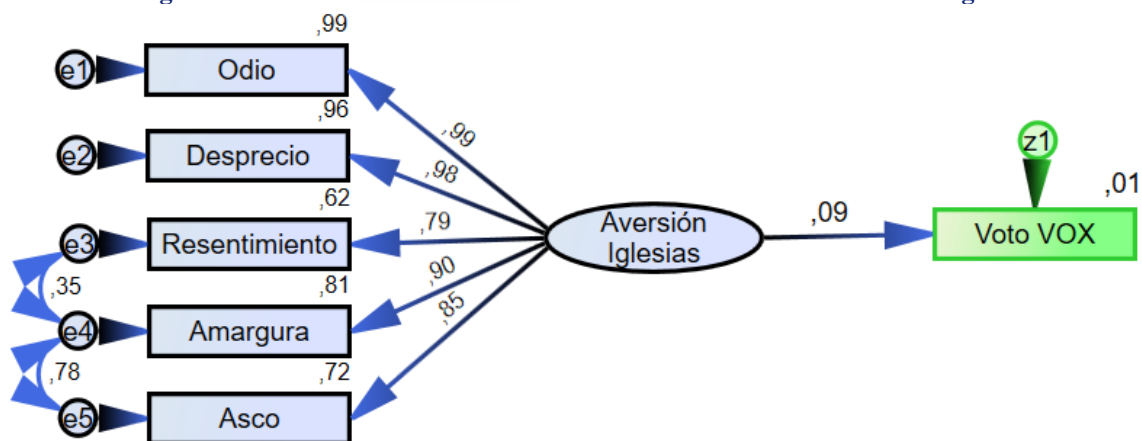 ,99
e1
Odio
,96
,99
e2
Desprecio
,98
z1
,62
,01
e3
Resentimiento
,79
Aversión
Iglesias
,09
Voto VOX
,35
,81
,90
e4
Amargura
,85
,78
,72
e5
Asco